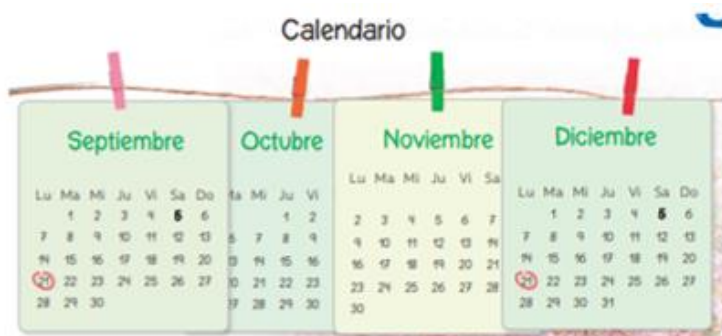 Calendario
Septiembre
Lu Ma Mi Ju Vi Sa Do
1 2 3 4 5 6
7 8 9 10 11 12 13
14 15 16 17 18 19 20
21 22 23 24 25 26 27
28 29 30
Octubre
Mi Ju Vi
1 2
7 8 9
14 15 16
21 22 23
28 29 30
Noviembre
Lu Ma Mi Ju Vi Sa
2 3 4 5 6 7
9 10 11 12 13 14
16 17 18 19 20 21
23 24 25 26 27 28
30
Diciembre
Lu Ma Mi Ju Vi Sa Do
1 2 3 4 5 6
7 8 9 10 11 12 13
14 15 16 17 18 19 20
21 22 23 24 25 26 27
28 29 30 31